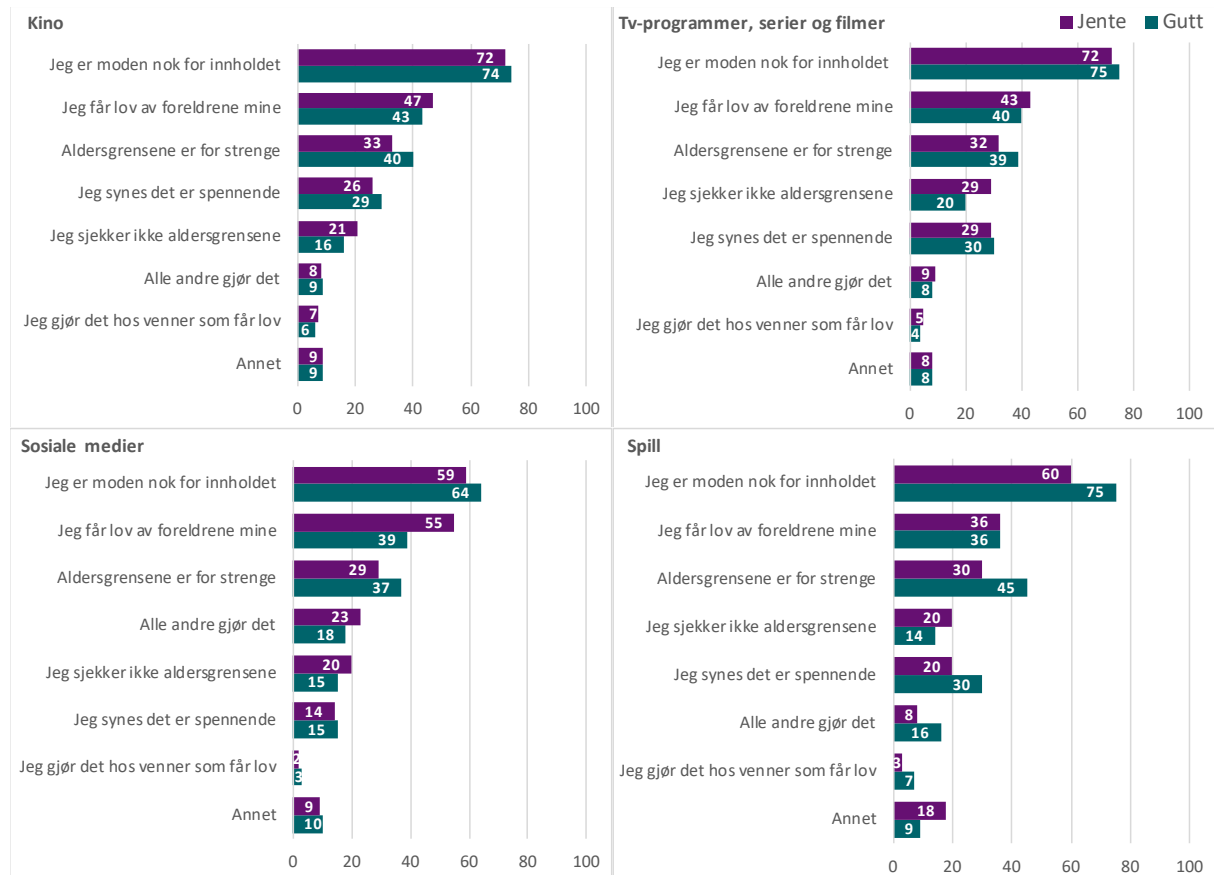 Kino
Jeg er moden nok for innholdet
72
74
Jeg får lov av foreldrene mine
47
43
Aldersgrensene er for strenge
33
40
Jeg synes det er spennende
26
29
Jeg sjekker ikke aldersgrensene
21
16
Alle andre gjør det
8
9
Jeg gjør det hos venner som får lov
7
6
Annet
9
9
0 20 40 60 80 100
Tv-programmer, serier og filmer
Jente Gutt
Jeg er moden nok for innholdet
72
75
Jeg får lov av foreldrene mine
43
40
Aldersgrensene er for strenge
32
39
Jeg sjekker ikke aldersgrensene
29
20
Jeg synes det er spennende
29
30
Alle andre gjør det
9
8
Jeg gjør det hos venner som får lov
5
4
Annet
8
8
0 20 40 60 80 100
Sosiale medier
Jeg er moden nok for innholdet
59
64
Jeg får lov av foreldrene mine
55
39
Aldersgrensene er for strenge
29
37
Alle andre gjør det
23
18
Jeg sjekker ikke aldersgrensene
20
15
Jeg synes det er spennende
14
15
Jeg gjør det hos venner som får lov
2
3
Annet
9
10
0 20 40 60 80 100
Spill
Jeg er moden nok for innholdet
60
75
Jeg får lov av foreldrene mine
36
36
Aldersgrensene er for strenge
30
45
Jeg sjekker ikke aldersgrensene
20
14
Jeg synes det er spennende
20
30
Alle andre gjør det
8
16
Jeg gjør det hos venner som får lov
3
7
Annet
18
9
0 20 40 60 80 100